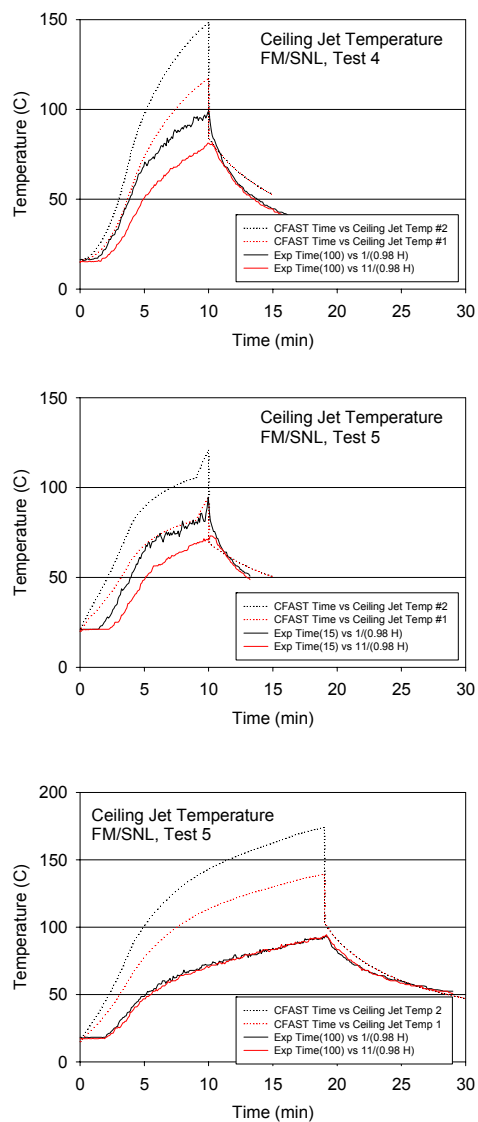 Ceiling Jet Temperature
FM/SNL, Test 4
Temperature (C)
150
100
50
0
CFAST Time vs Ceiling Jet Temp #2
CFAST Time vs Ceiling Jet Temp #1
Exp Time(100) vs 1/(0.98 H)
Exp Time(100) vs 11/(0.98 H)
0 5 10 15 20 25 30
Time (min)
Ceiling Jet Temperature
FM/SNL, Test 5
Temperature (C)
150
100
50
0
CFAST Time vs Ceiling Jet Temp #2
CFAST Time vs Ceiling Jet Temp #1
Exp Time(15) vs 1/(0.98 H)
Exp Time(15) vs 11/(0.98 H)
0 5 10 15 20 25 30
Time (min)
Ceiling Jet Temperature
FM/SNL, Test 5
Temperature (C)
200
150
100
50
0
CFAST Time vs Ceiling Jet Temp 2
CFAST Time vs Ceiling Jet Temp 1
Exp Time(100) vs 1/(0.98 H)
Exp Time(100) vs 11/(0.98 H)
0 5 10 15 20 25 30
Time (min)